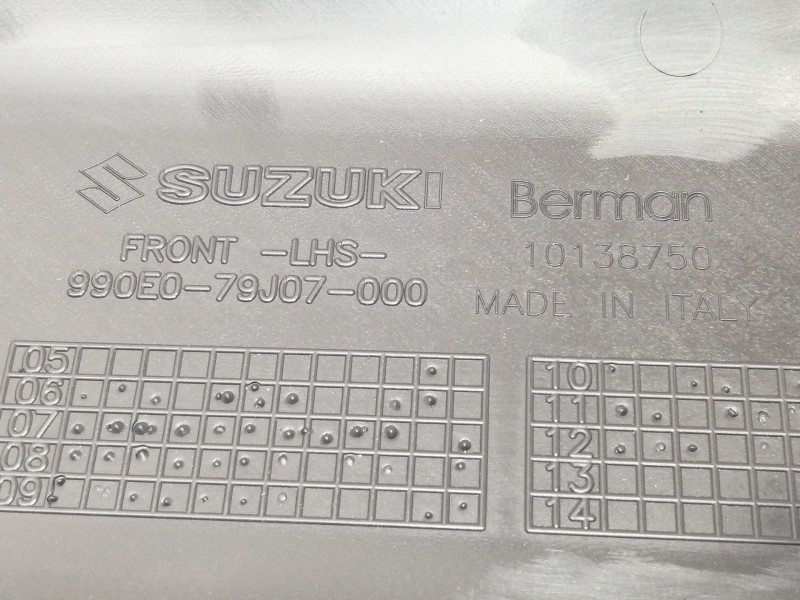 SUZUKI
FRONT -LHS-
990E0-79J07-000
Berman
10138750
MADE IN ITALY
05
06
07
08
09
10
11
12
13
14